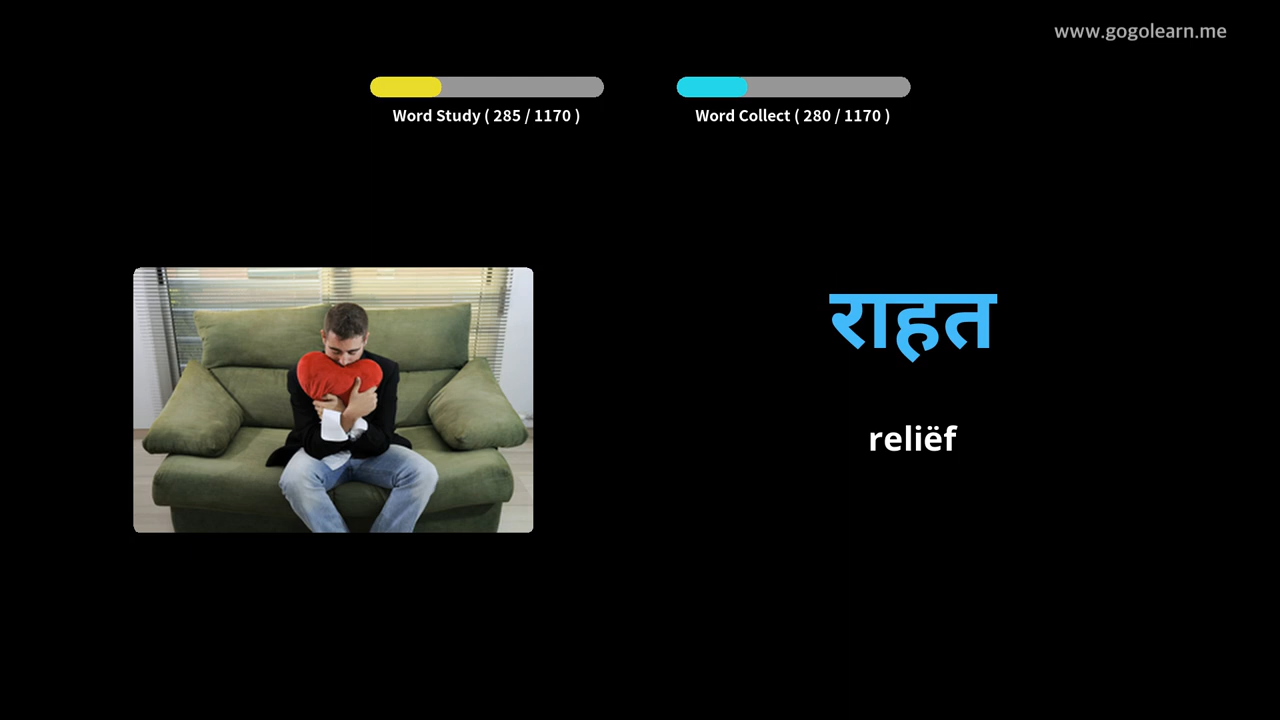 www.gogolearn.me
Word Study ( 285 / 1170 )
Word Collect ( 280 / 1170 )
राहत
reliëf